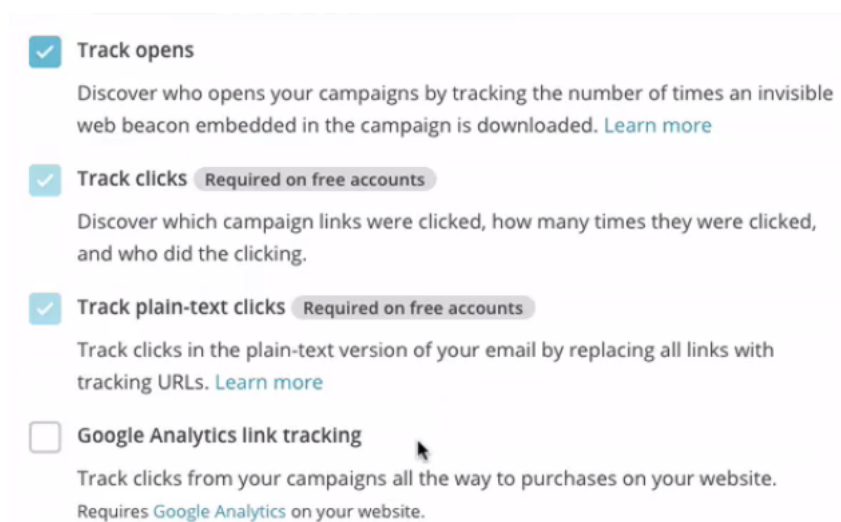 Track opens
Discover who opens your campaigns by tracking the number of times an invisible
web beacon embedded in the campaign is downloaded. Learn more
Track clicks Required on free accounts
Discover which campaign links were clicked, how many times they were clicked,
and who did the clicking.
Track plain-text clicks Required on free accounts
Track clicks in the plain-text version of your email by replacing all links with
tracking URLs. Learn more
Google Analytics link tracking
Track clicks from your campaigns all the way to purchases on your website.
Requires Google Analytics on your website.